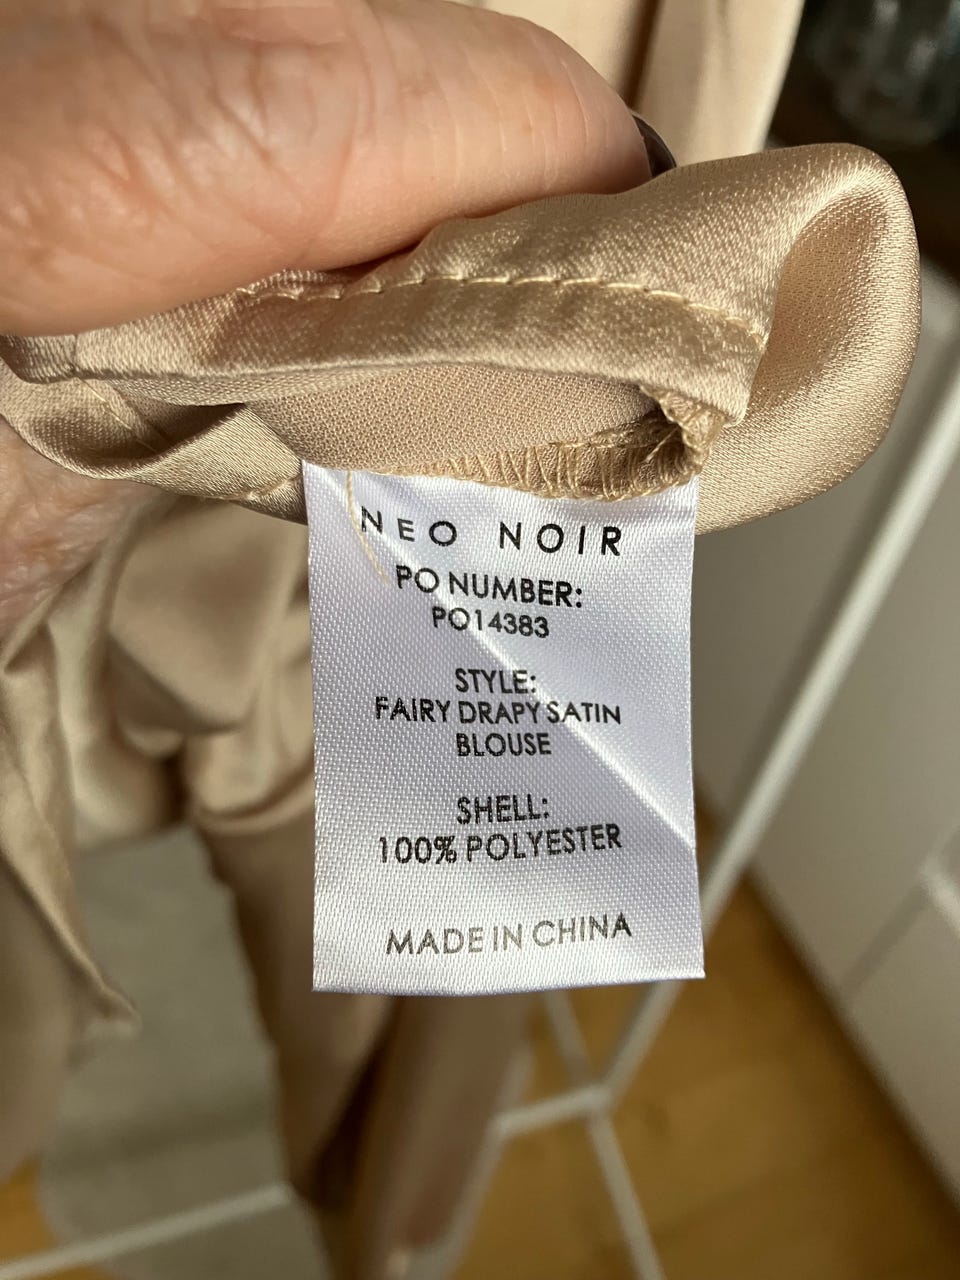 NEO NOIR
PO NUMBER:
PO14383
STYLE:
FAIRY DRAPY SATIN
BLOUSE
SHELL:
100% POLYESTER
MADE IN CHINA